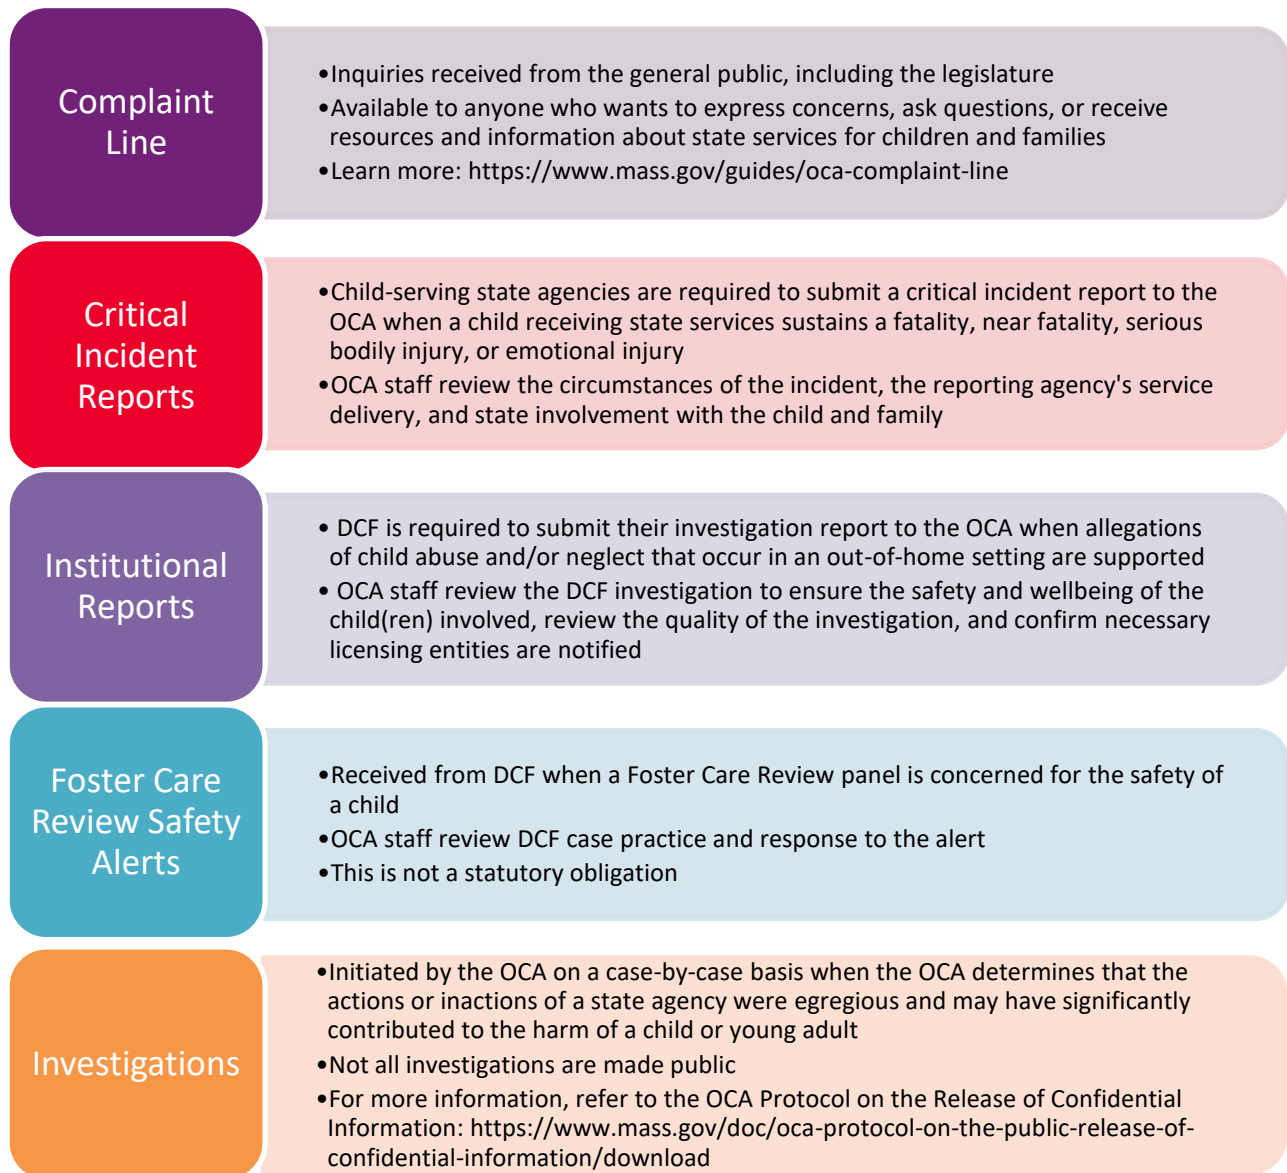 Complaint
Line
•Inquiries received from the general public, including the legislature
•Available to anyone who wants to express concerns, ask questions, or receive
resources and information about state services for children and families
•Learn more: https://www.mass.gov/guides/oca-complaint-line
Critical
Incident
Reports
•Child-serving state agencies are required to submit a critical incident report to the
OCA when a child receiving state services sustains a fatality, near fatality, serious
bodily injury, or emotional injury
•OCA staff review the circumstances of the incident, the reporting agency's service
delivery, and state involvement with the child and family
Institutional
Reports
• DCF is required to submit their investigation report to the OCA when allegations
of child abuse and/or neglect that occur in an out-of-home setting are supported
• OCA staff review the DCF investigation to ensure the safety and wellbeing of the
child(ren) involved, review the quality of the investigation, and confirm necessary
licensing entities are notified
Foster Care
Review Safety
Alerts
•Received from DCF when a Foster Care Review panel is concerned for the safety of
a child
•OCA staff review DCF case practice and response to the alert
•This is not a statutory obligation
Investigations
•Initiated by the OCA on a case-by-case basis when the OCA determines that the
actions or inactions of a state agency were egregious and may have significantly
contributed to the harm of a child or young adult
•Not all investigations are made public
•For more information, refer to the OCA Protocol on the Release of Confidential
Information: https://www.mass.gov/doc/oca-protocol-on-the-public-release-of-
confidential-information/download